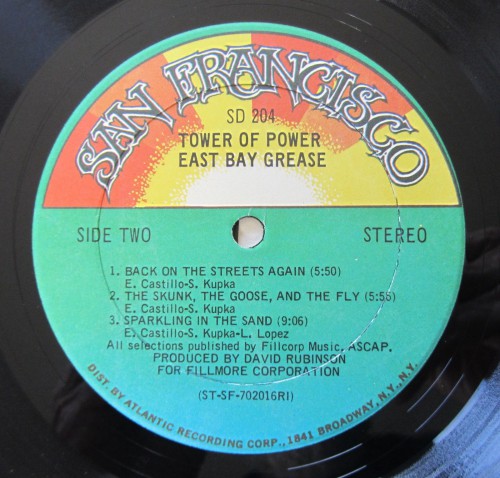 SAN FRANCISCO
SD 204
TOWER OF POWER
EAST BAY GREASE
SIDE TWO
STEREO
1. BACK ON THE STREETS AGAIN (5:50)
E. Castillo-S. Kupka
2. THE SKUNK, THE GOOSE, AND THE FLY (5:55)
E. Castillo-S. Kupka
3. SPARKLING IN THE SAND (9:06)
E. Castillo-S. Kupka-L. Lopez
All selections published by Fillcorp Music, ASCAP.
PRODUCED BY DAVID RUBINSON
FOR FILLMORE CORPORATION
(ST-SF-702016RI)
DIST. BY ATLANTIC RECORDING CORP., 1841 BROADWAY, N.Y., N.Y.